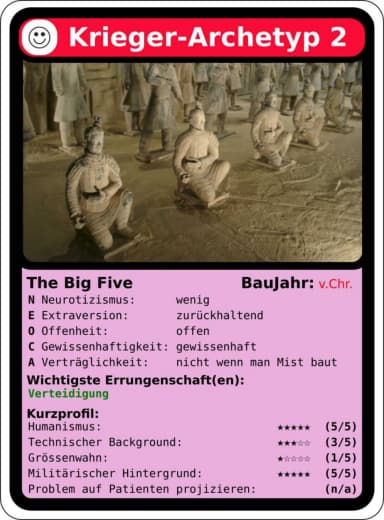 Krieger-Archetyp 2
The Big Five BauJahr: v.Chr.
N Neurotizismus: wenig
E Extraversion: zurückhaltend
O Offenheit: offen
C Gewissenhaftigkeit: gewissenhaft
A Verträglichkeit: nicht wenn man Mist baut
Wichtigste Errungenschaft(en):
Verteidigung
Kurzprofil:
Humanismus: ★★★★★ (5/5)
Technischer Background: ★★★☆☆ (3/5)
Grössenwahn: ★☆☆☆☆ (1/5)
Militärischer Hintergrund: ★★★★★ (5/5)
Problem auf Patienten projizieren: (n/a)